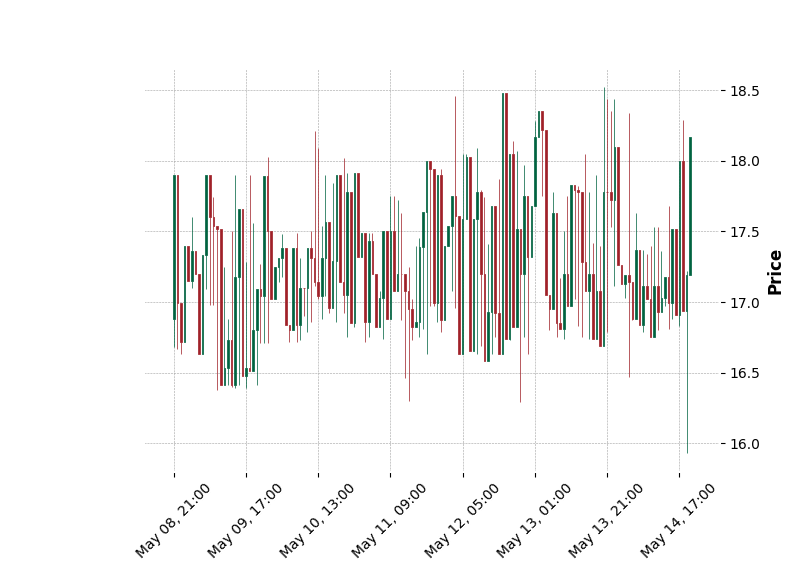 18.5
18.0
17.5
17.0
16.5
16.0
Price
May 08, 21:00
May 09, 17:00
May 10, 13:00
May 11, 09:00
May 12, 05:00
May 13, 01:00
May 13, 21:00
May 14, 17:00